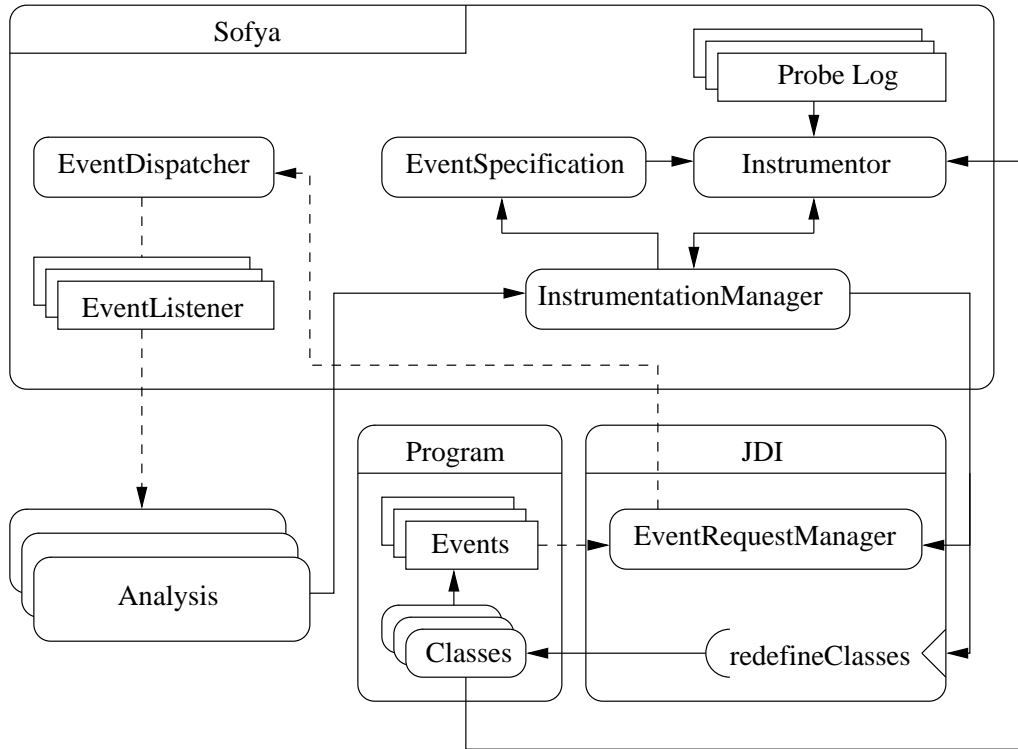 Sofya
Probe Log
EventDispatcher
EventSpecification
Instrumentor
EventListener
InstrumentationManager
Program
JDI
Events
EventRequestManager
Analysis
Classes
redefineClasses